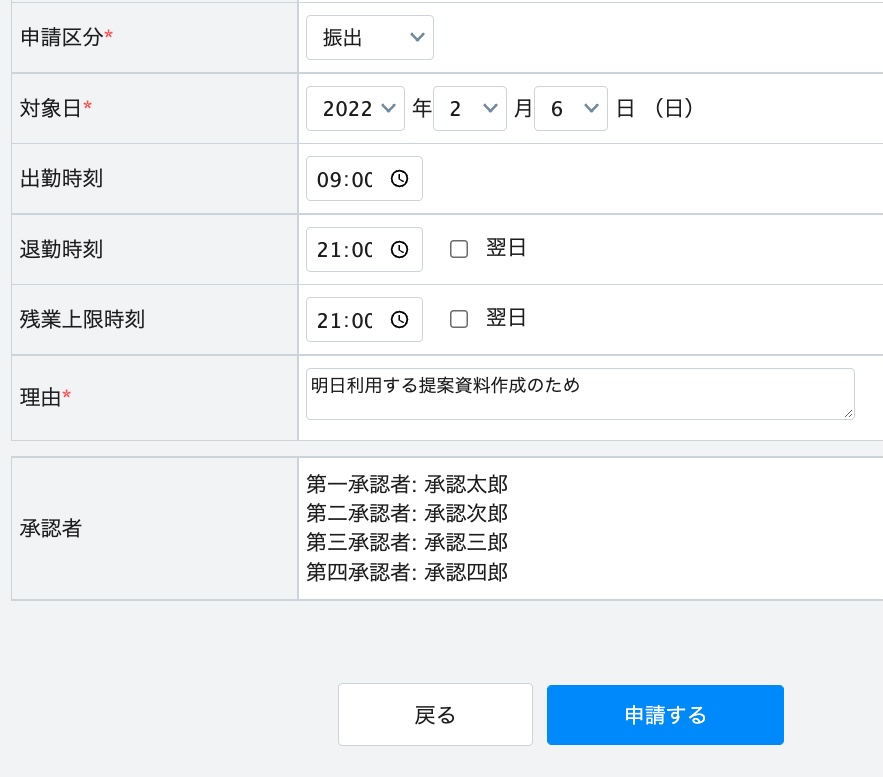 申請区分* 振出
対象日* 2022 年 2 月 6 日 （日）
出勤時刻 09:00
退勤時刻 21:00 翌日
残業上限時刻 21:00 翌日
理由* 明日利用する提案資料作成のため
承認者
第一承認者: 承認太郎
第二承認者: 承認次郎
第三承認者: 承認三郎
第四承認者: 承認四郎
戻る 申請する